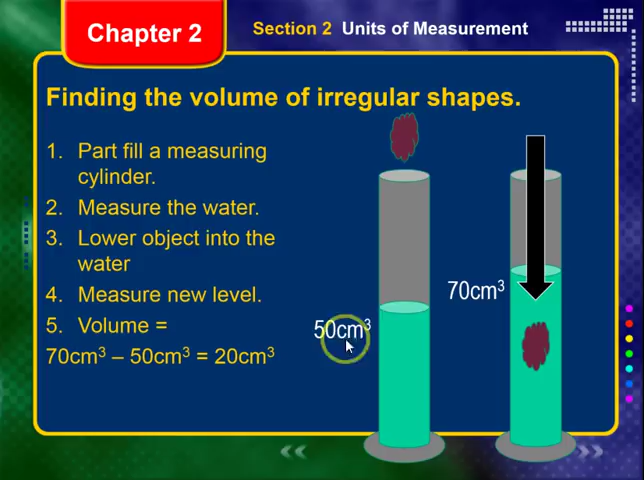 Chapter 2
Section 2 Units of Measurement
Finding the volume of irregular shapes.
1. Part fill a measuring
cylinder.
2. Measure the water.
3. Lower object into the
water
4. Measure new level.
5. Volume =
70cm³ – 50cm³ = 20cm³
50cm³
70cm³